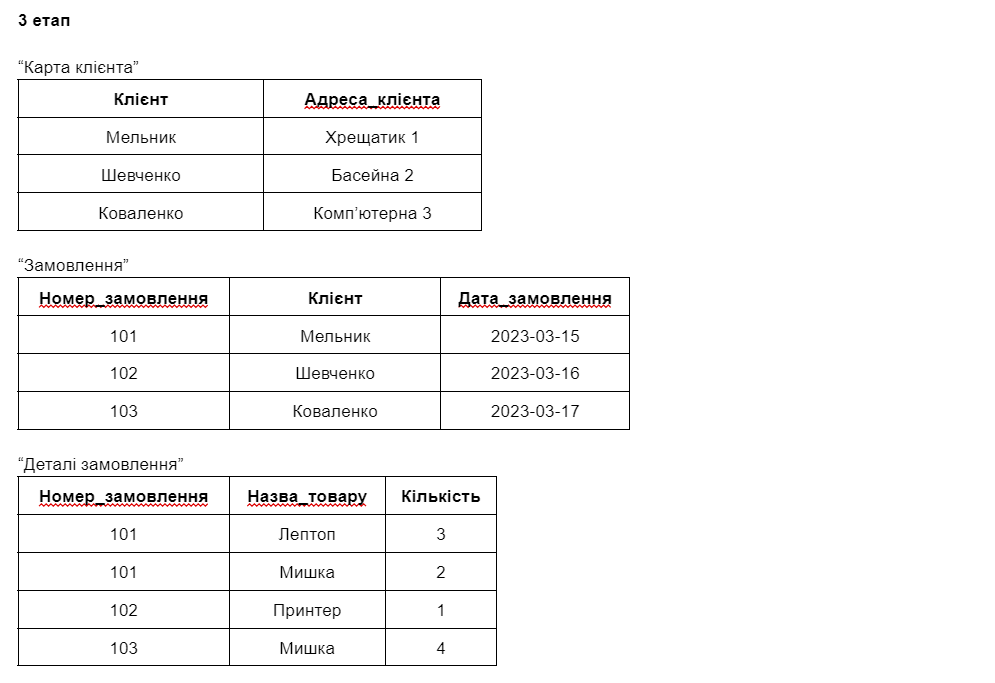 3 етап
“Карта клієнта”
Клієнт Адреса_клієнта
Мельник Хрещатик 1
Шевченко Басейна 2
Коваленко Комп’ютерна 3
“Замовлення”
Номер_замовлення Клієнт Дата_замовлення
101 Мельник 2023-03-15
102 Шевченко 2023-03-16
103 Коваленко 2023-03-17
“Деталі замовлення”
Номер_замовлення Назва_товару Кількість
101 Лептоп 3
101 Мишка 2
102 Принтер 1
103 Мишка 4